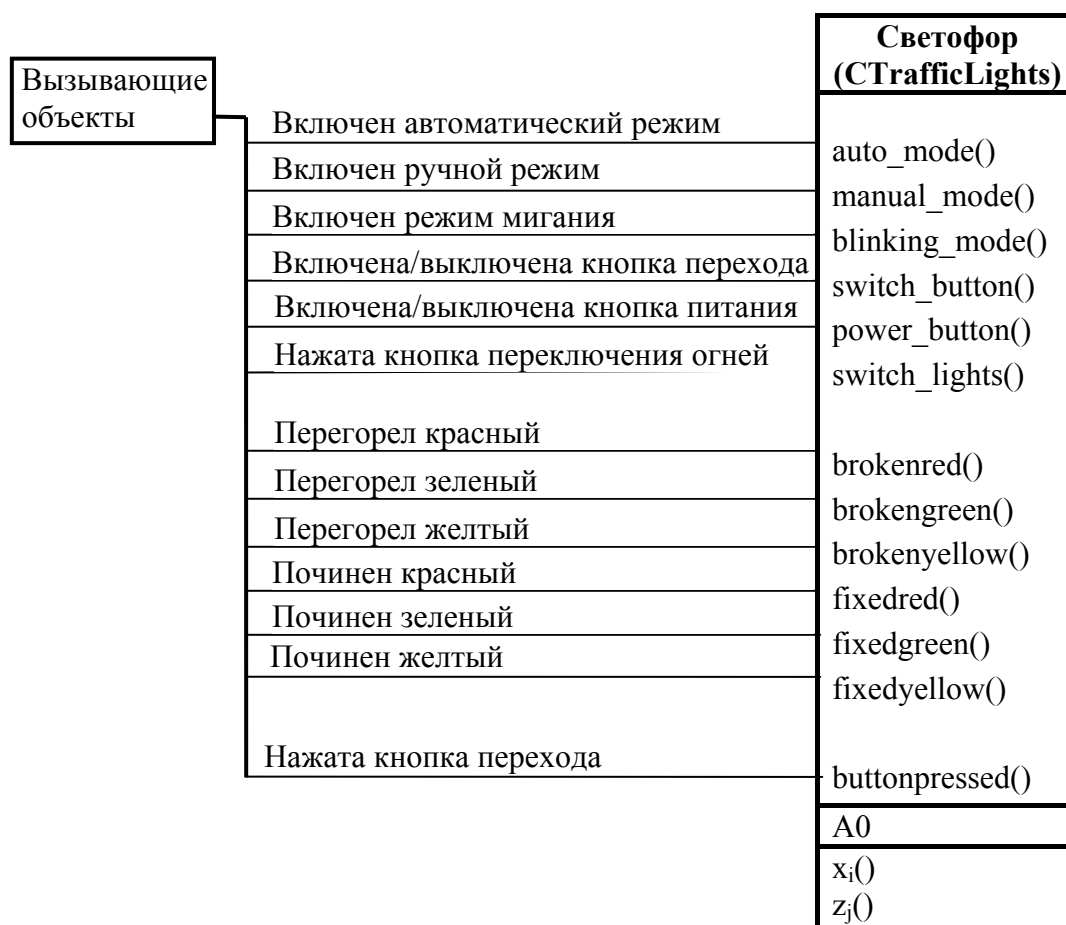 Светофор
(CTrafficLights)
Вызывающие
объекты
Включен автоматический режим
auto_mode()
Включен ручной режим
manual_mode()
Включен режим мигания
blinking_mode()
Включена/выключена кнопка перехода
switch_button()
Включена/выключена кнопка питания
power_button()
Нажата кнопка переключения огней
switch_lights()
Перегорел красный
brokenred()
Перегорел зеленый
brokengreen()
Перегорел желтый
brokenyellow()
Починен красный
fixedred()
Починен зеленый
fixedgreen()
Починен желтый
fixedyellow()
Нажата кнопка перехода
buttonpressed()
A0
xi()
zj()